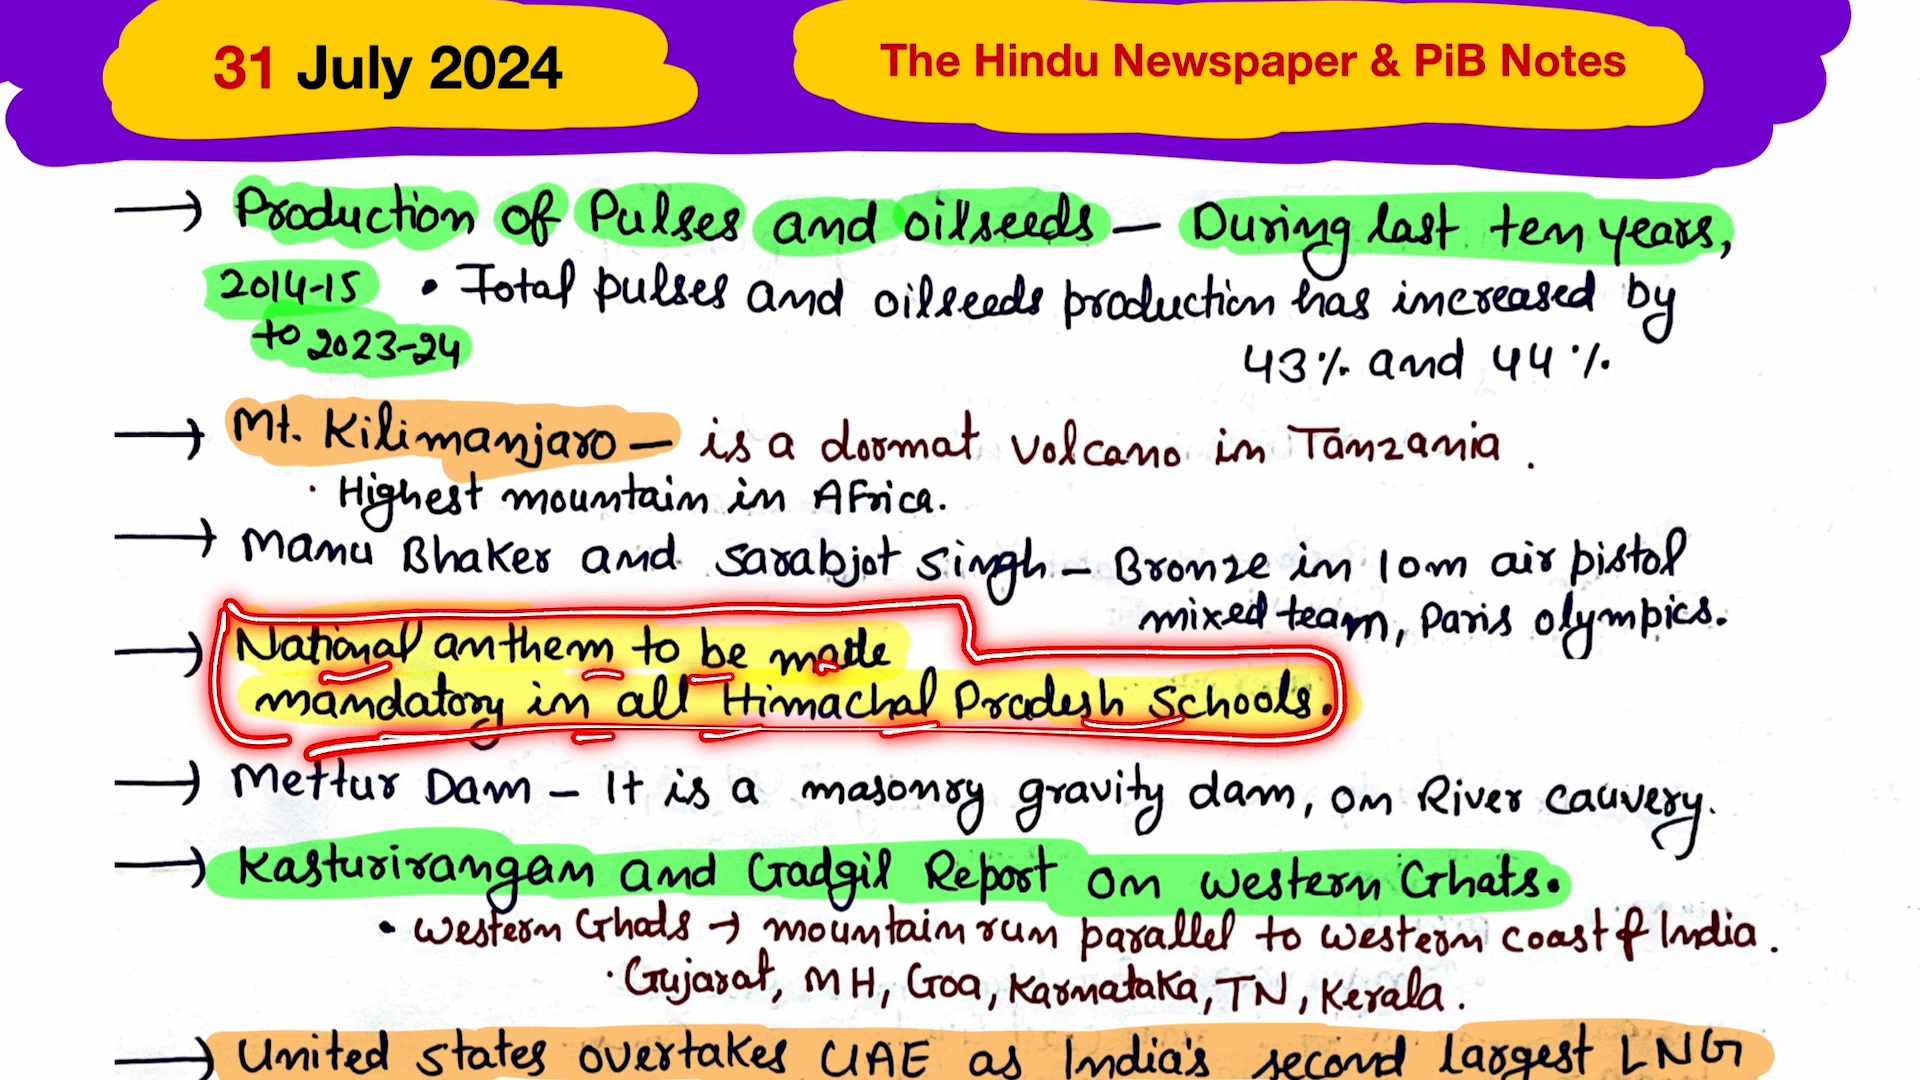 31 July 2024
The Hindu Newspaper & PiB Notes
→ Production of Pulses and oilseeds — During last ten years,
2014-15 • Total pulses and oilseeds production has increased by
to 2023-24
43% and 44%
→ Mt. Kilimanjaro — is a dormat volcano in Tanzania.
· Highest mountain in Africa.
→ Manu Bhaker and Sarabjot Singh — Bronze in 10m air pistol
mixed team, Paris olympics.
→ National anthem to be made
mandatory in all Himachal Pradesh Schools.
→ Mettur Dam — It is a masonry gravity dam, on River cauvery.
→ Kasturirangan and Gadgil Report on western Ghats.
• western Ghats → mountain run parallel to western coast of India.
· Gujarat, MH, Goa, Karnataka, TN, Kerala.
→ United states overtakes UAE as India's second largest LNG